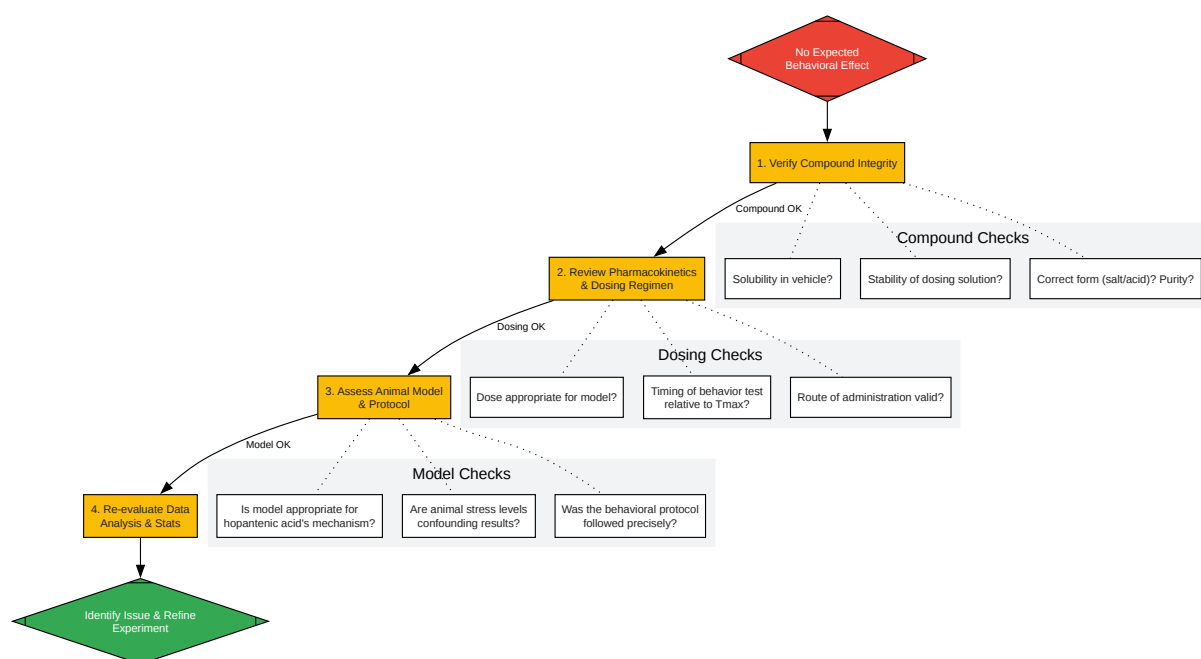 No Expected
Behavioral Effect
1. Verify Compound Integrity
Compound OK
Compound Checks
Solubility in vehicle?
Stability of dosing solution?
Correct form (salt/acid)? Purity?
2. Review Pharmacokinetics
& Dosing Regimen
Dosing OK
Dosing Checks
Dose appropriate for model?
Timing of behavior test
relative to Tmax?
Route of administration valid?
3. Assess Animal Model
& Protocol
Model OK
Model Checks
Is model appropriate for
hopantenic acid's mechanism?
Are animal stress levels
confounding results?
Was the behavioral protocol
followed precisely?
4. Re-evaluate Data
Analysis & Stats
Identify Issue & Refine
Experiment